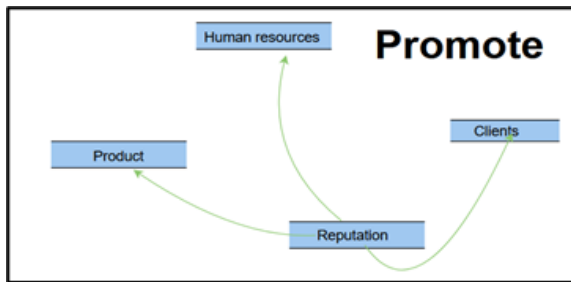 Human resources
Promote
Clients
Product
Reputation